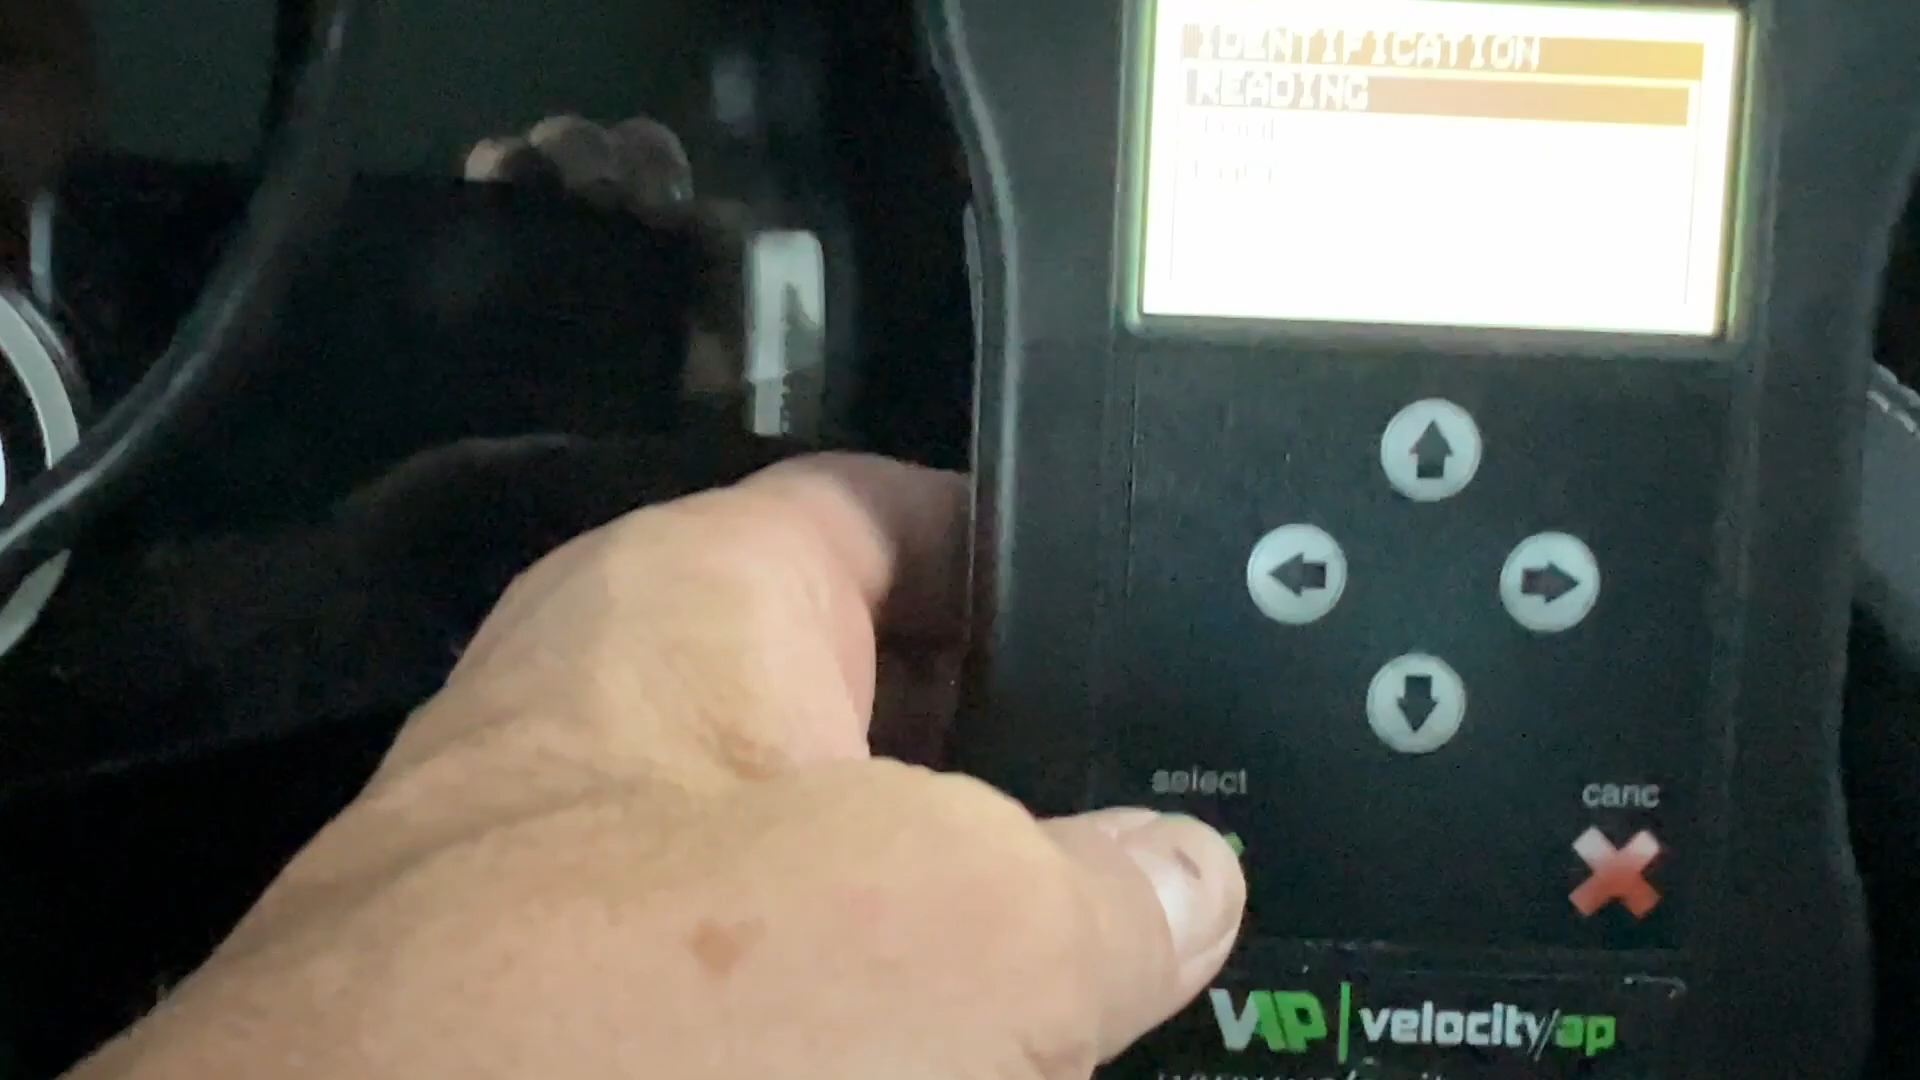 IDENTIFICATION
READING
select
canc
VAP | velocity/ap